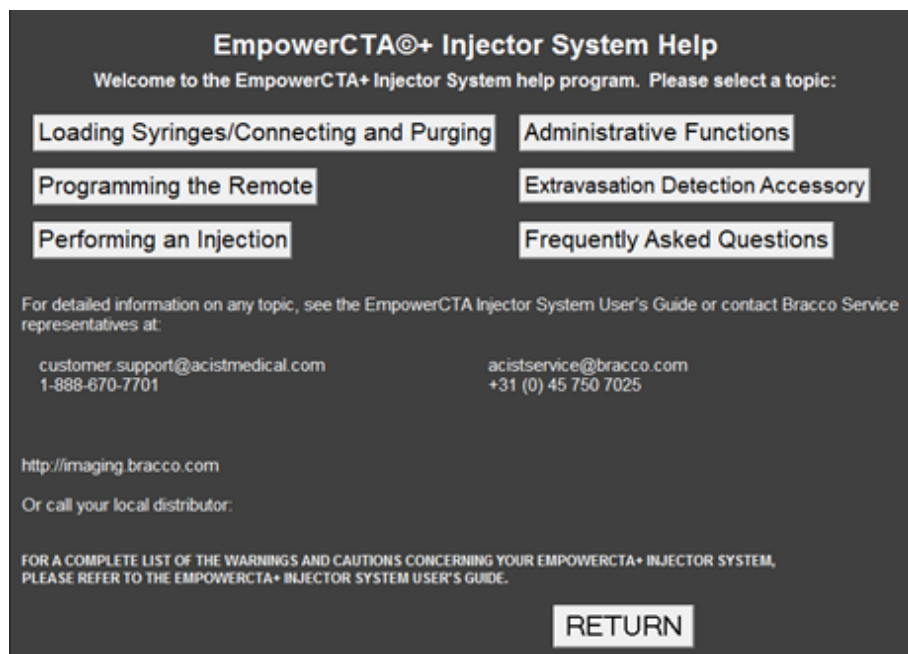 EmpowerCTA©+ Injector System Help
Welcome to the EmpowerCTA+ Injector System help program. Please select a topic:
Loading Syringes/Connecting and Purging
Administrative Functions
Programming the Remote
Extravasation Detection Accessory
Performing an Injection
Frequently Asked Questions
For detailed information on any topic, see the EmpowerCTA Injector System User's Guide or contact Bracco Service
representatives at:
customer.support@acistmedical.com
acistservice@bracco.com
1-888-670-7701
+31 (0) 45 750 7025
http://imaging.bracco.com
Or call your local distributor:
FOR A COMPLETE LIST OF THE WARNINGS AND CAUTIONS CONCERNING YOUR EMPOWERCTA+ INJECTOR SYSTEM,
PLEASE REFER TO THE EMPOWERCTA+ INJECTOR SYSTEM USER'S GUIDE.
RETURN